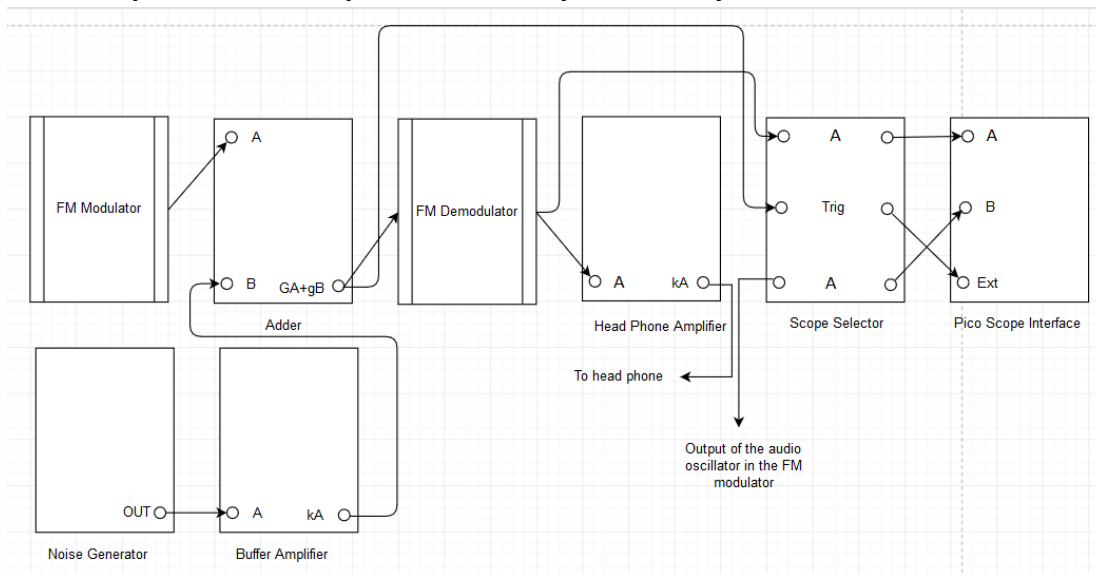 FM Modulator
A
B
GA+gB
Adder
FM Demodulator
A
kA
Head Phone Amplifier
To head phone
A
Trig
A
Scope Selector
A
B
Ext
Pico Scope Interface
Output of the audio
oscillator in the FM
modulator
OUT
Noise Generator
A
kA
Buffer Amplifier